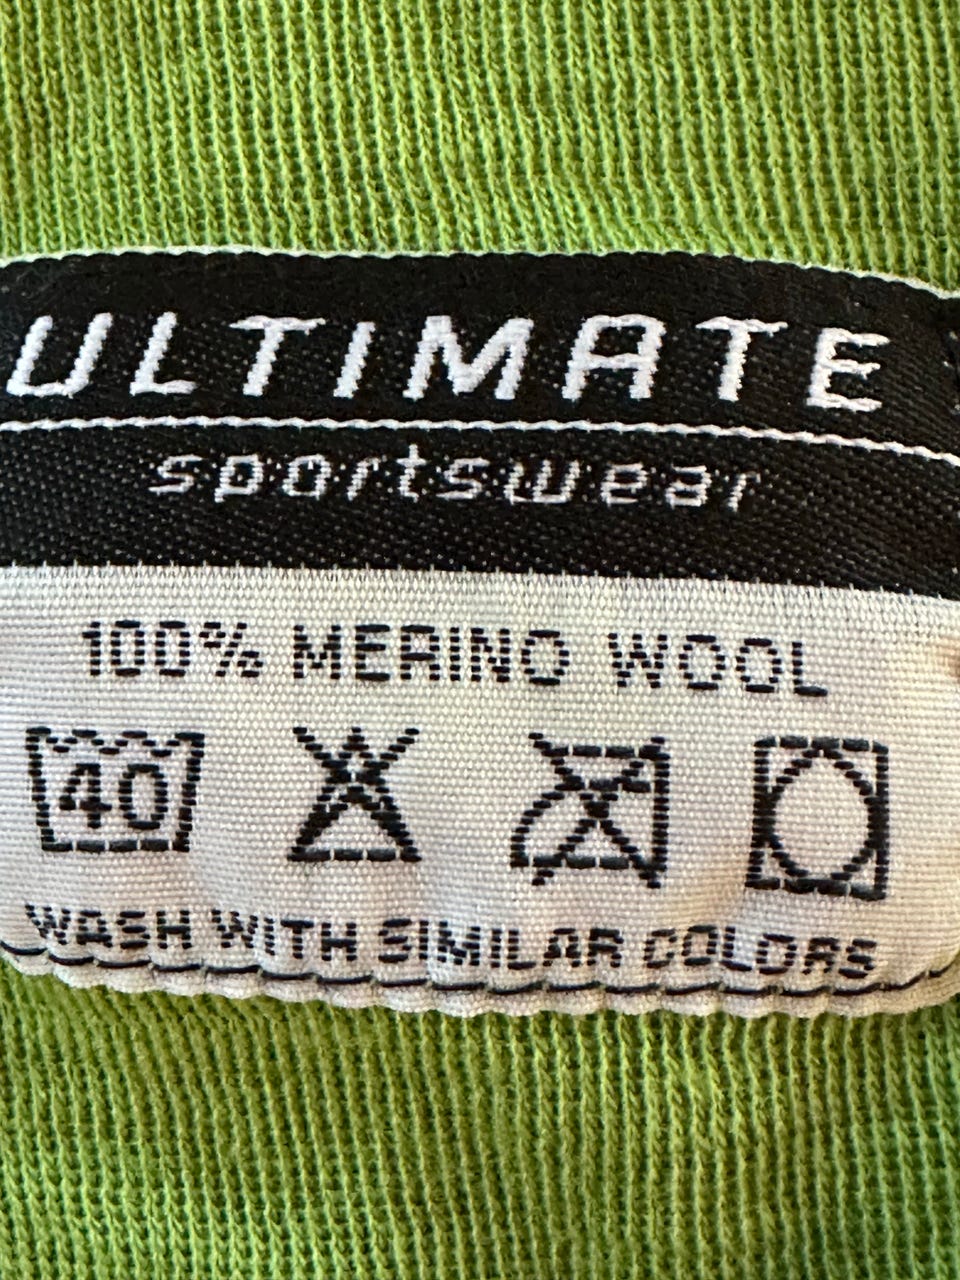 ULTIMATE
sportswear
100% MERINO WOOL
40
WASH WITH SIMILAR COLORS